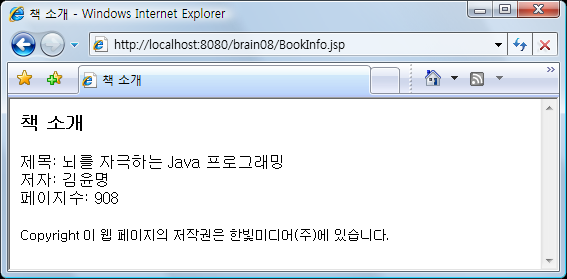 책 소개 - Windows Internet Explorer
http://localhost:8080/brain08/BookInfo.jsp
책 소개
책 소개
제목: 뇌를 자극하는 Java 프로그래밍
저자: 김윤명
페이지수: 908
Copyright 이 웹 페이지의 저작권은 한빛미디어(주)에 있습니다.